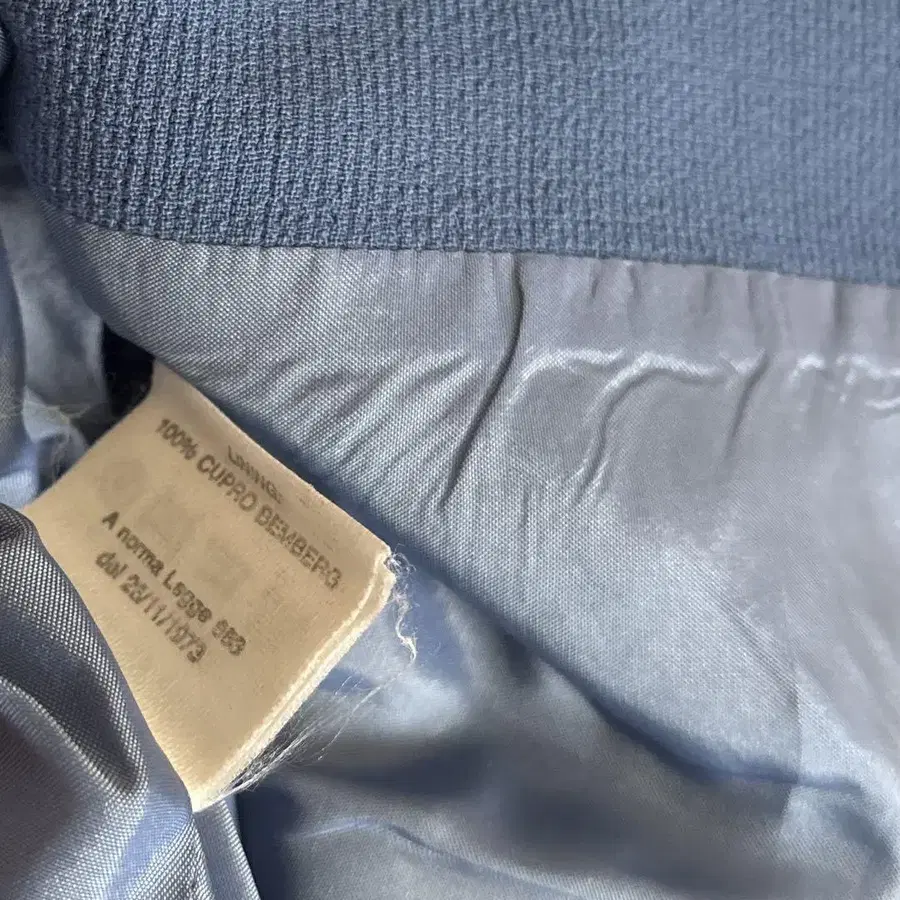 LINING:
100% CUPRO BEMBERG
A norma Legge 883
dal 26/11/1973